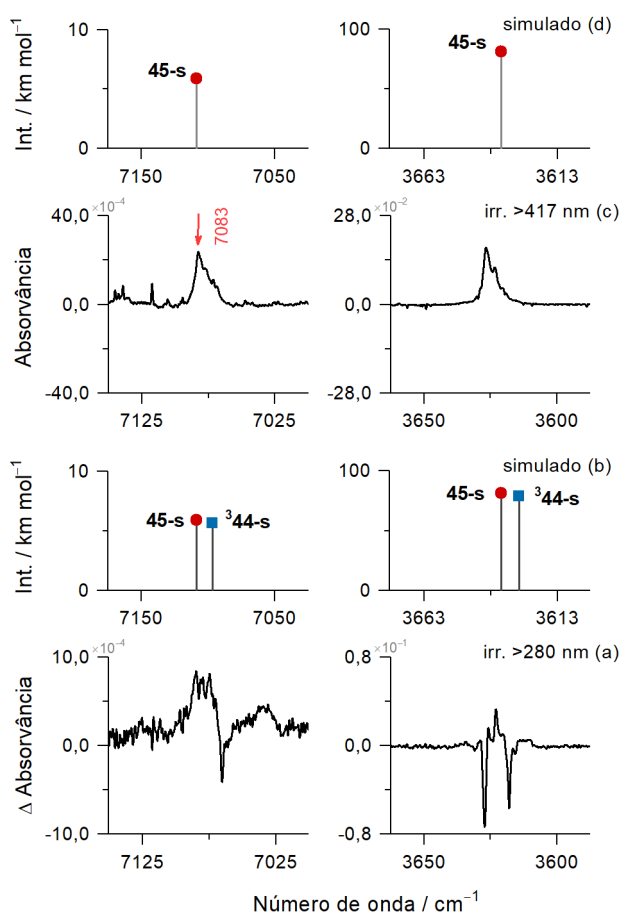 simulado (d)
Int. / km mol⁻¹
10
0
45-s
7150 7050
100
0
45-s
3663 3613
irr. >417 nm (c)
Absorvância
×10⁻⁴
40,0
0,0
-40,0
7083
7125 7025
×10⁻²
28,0
0,0
-28,0
3650 3600
simulado (b)
Int. / km mol⁻¹
10
0
45-s ³44-s
7150 7050
100
0
45-s ³44-s
3663 3613
irr. >280 nm (a)
Δ Absorvância
×10⁻⁴
10,0
0,0
-10,0
7125 7025
×10⁻¹
0,8
0,0
-0,8
3650 3600
Número de onda / cm⁻¹